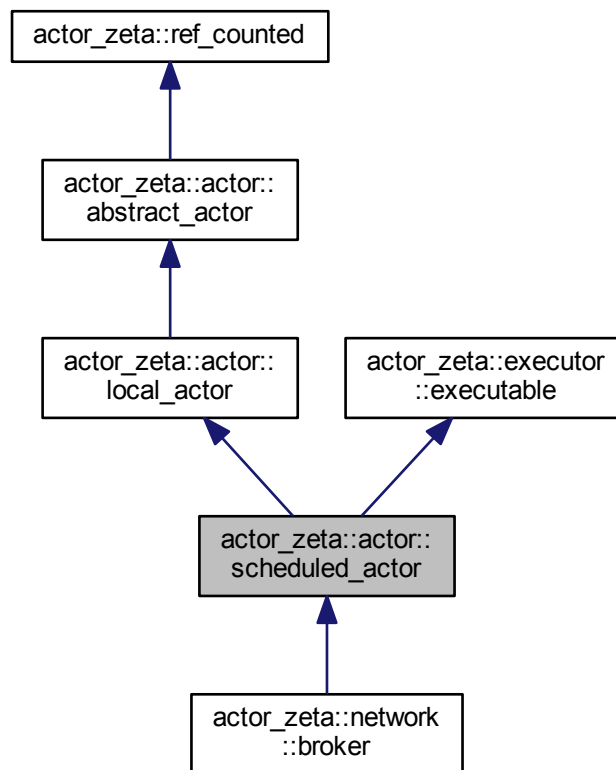 actor_zeta::ref_counted
actor_zeta::actor::
abstract_actor
actor_zeta::actor::
local_actor
actor_zeta::executor
::executable
actor_zeta::actor::
scheduled_actor
actor_zeta::network
::broker